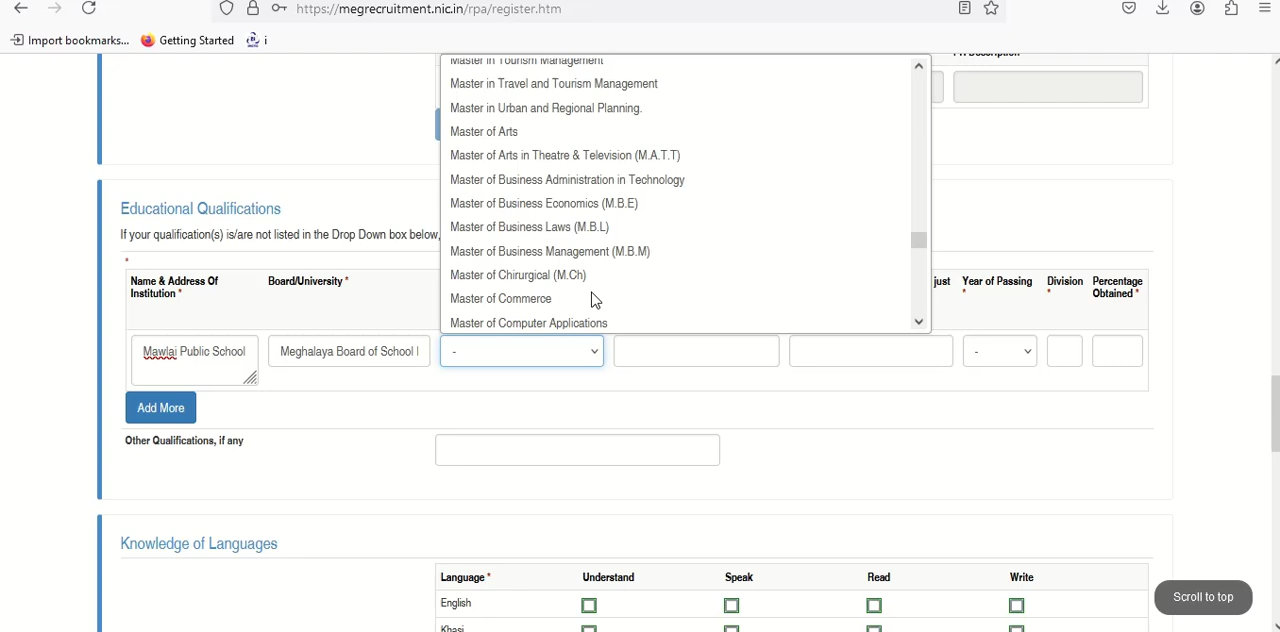 https://megrecruitment.nic.in/rpa/register.htm
Import bookmarks... Getting Started i
Master in Tourism Management
Master in Travel and Tourism Management
Master in Urban and Regional Planning.
Master of Arts
Master of Arts in Theatre & Television (M.A.T.T)
Master of Business Administration in Technology
Master of Business Economics (M.B.E)
Master of Business Laws (M.B.L)
Master of Business Management (M.B.M)
Master of Chirurgical (M.Ch)
Master of Commerce
Master of Computer Applications
Educational Qualifications
If your qualification(s) is/are not listed in the Drop Down box below,
*
Name & Address Of Institution * Board/University * just Year of Passing * Division * Percentage Obtained *
Mawlai Public School Meghalaya Board of School - -
Add More
Other Qualifications, if any
Knowledge of Languages
Language * Understand Speak Read Write
English
Khasi
Scroll to top